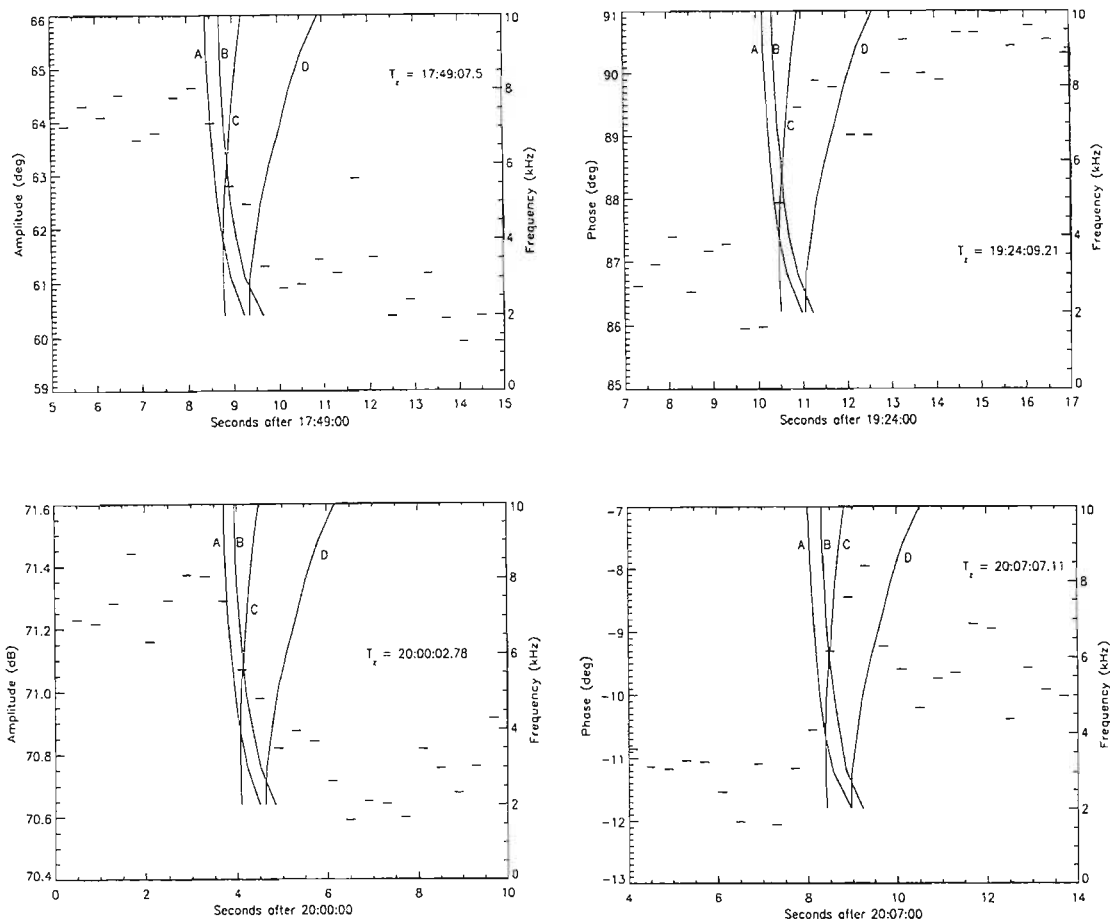 66
65
64
63
62
61
60
59
Amplitude (deg)
A
B
C
D
T_z = 17:49:07.5
10
8
6
4
2
0
Frequency (kHz)
5 6 7 8 9 10 11 12 13 14 15
Seconds after 17:49:00
91
90
89
88
87
86
85
Phase (deg)
A
B
C
D
T_z = 19:24:09.21
10
8
6
4
2
0
Frequency (kHz)
7 8 9 10 11 12 13 14 15 16 17
Seconds after 19:24:00
71.6
71.4
71.2
71.0
70.8
70.6
70.4
Amplitude (dB)
A
B
C
D
T_z = 20:00:02.78
10
8
6
4
2
0
Frequency (kHz)
0 2 4 6 8 10
Seconds after 20:00:00
-7
-8
-9
-10
-11
-12
-13
Phase (deg)
A
B
C
D
T_z = 20:07:07.11
10
8
6
4
2
0
Frequency (kHz)
4 6 8 10 12 14
Seconds after 20:07:00